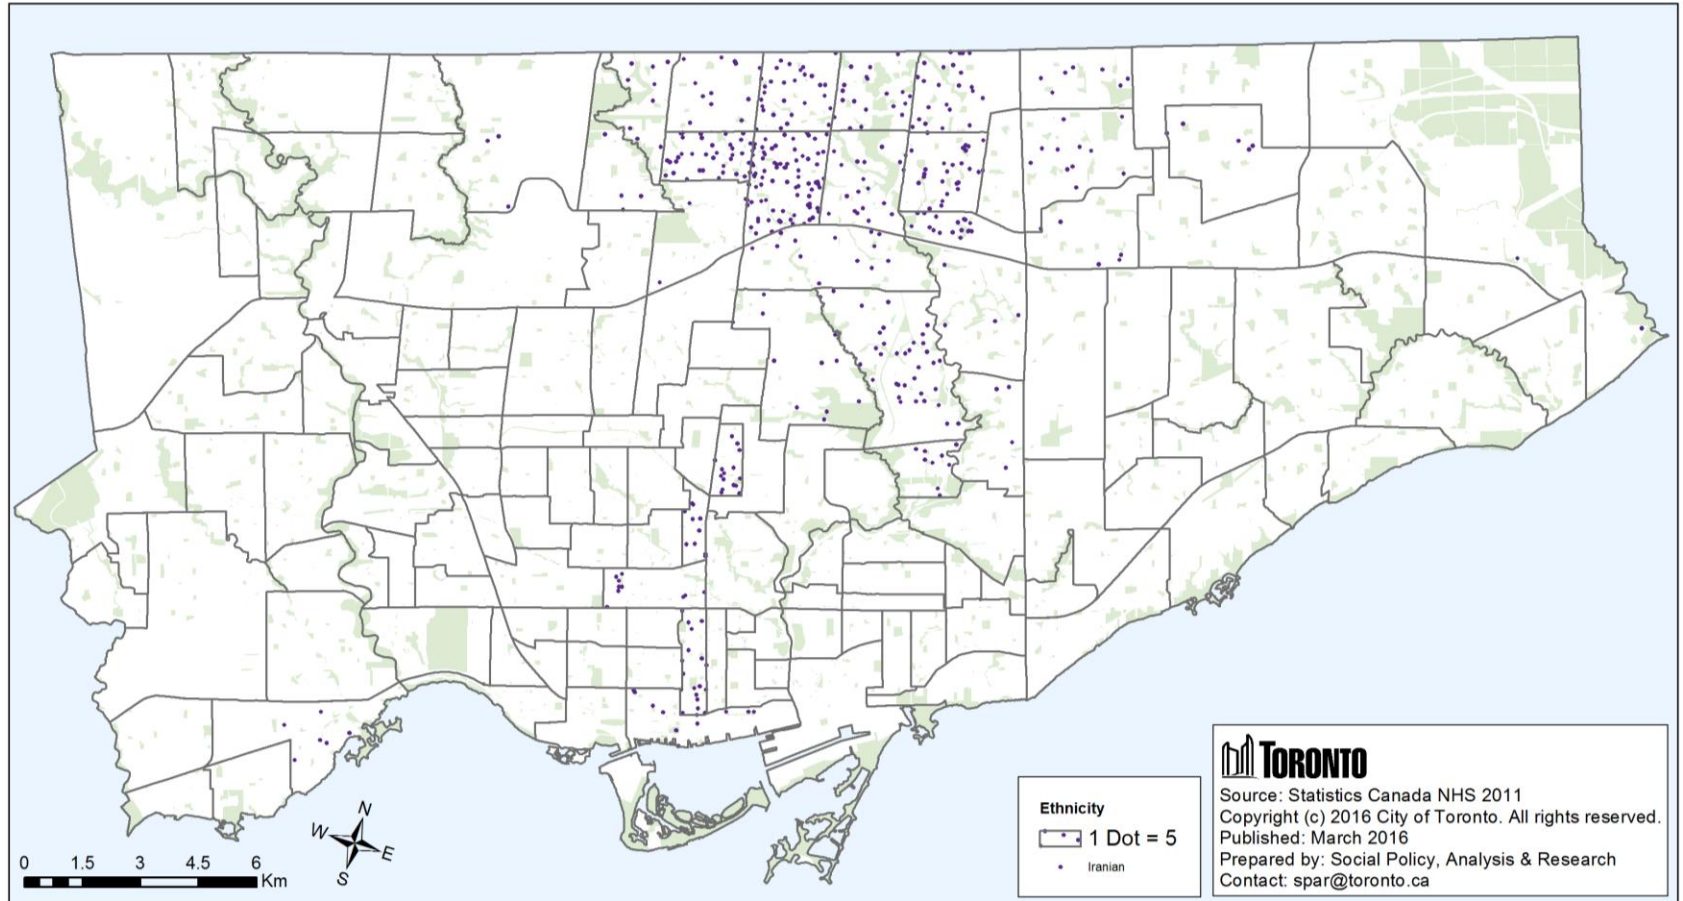 N
W
E
S
0 1.5 3 4.5 6
Km
Ethnicity
1 Dot = 5
Iranian
TORONTO
Source: Statistics Canada NHS 2011
Copyright (c) 2016 City of Toronto. All rights reserved.
Published: March 2016
Prepared by: Social Policy, Analysis & Research
Contact: spar@toronto.ca